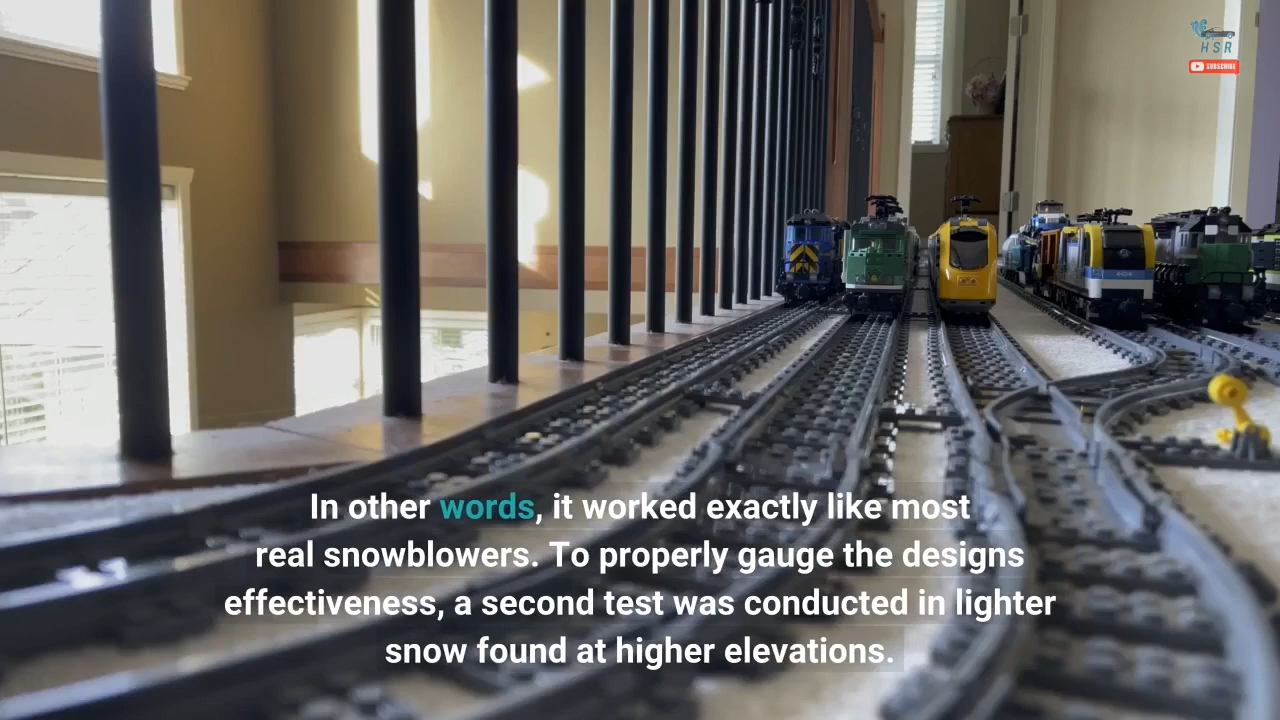 HSR
SUBSCRIBE
In other words, it worked exactly like most
real snowblowers. To properly gauge the designs
effectiveness, a second test was conducted in lighter
snow found at higher elevations.